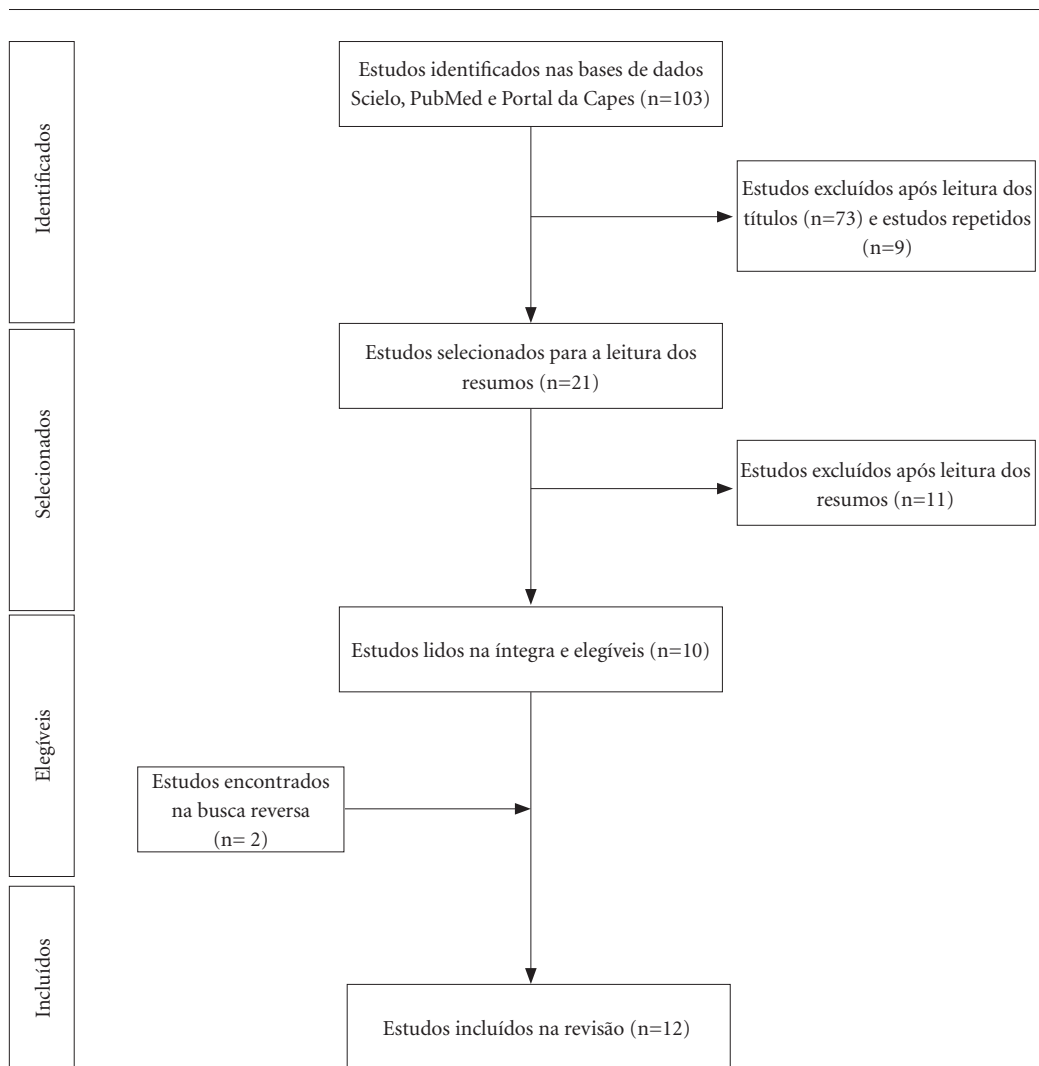 Identificados
Estudos identificados nas bases de dados
Scielo, PubMed e Portal da Capes (n=103)
Estudos excluídos após leitura dos
títulos (n=73) e estudos repetidos
(n=9)
Selecionados
Estudos selecionados para a leitura dos
resumos (n=21)
Estudos excluídos após leitura dos
resumos (n=11)
Elegíveis
Estudos lidos na íntegra e elegíveis (n=10)
Estudos encontrados
na busca reversa
(n= 2)
Incluídos
Estudos incluídos na revisão (n=12)